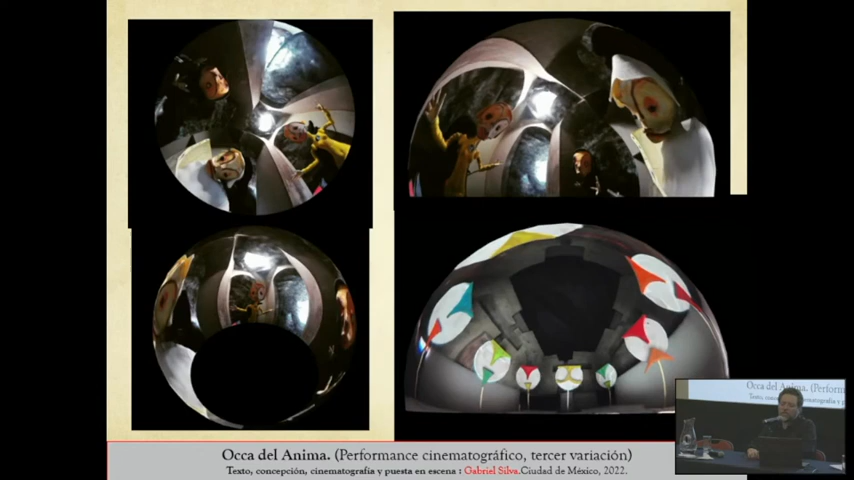 Occa del Anima. (Performance cinematográfico, tercer variación)
Texto, concepción, cinematografía y puesta en escena : Gabriel Silva.Ciudad de México, 2022.
Occa del Anima. (Perform